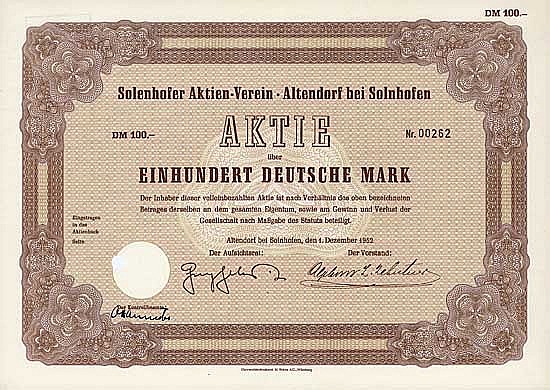 DM 100.—
Solenhofer Aktien-Verein · Altendorf bei Solnhofen
AKTIE
DM 100.—
Nr. 00262
über
EINHUNDERT DEUTSCHE MARK
Der Inhaber dieser volleinbezahlten Aktie ist nach Verhältnis des oben bezeichneten
Betrages derselben an dem gesamten Eigentum, sowie am Gewinn und Verlust der
Gesellschaft nach Maßgabe des Statuts beteiligt.
Eingetragen
in das
Aktienbuch
Seite
Altendorf bei Solnhofen, den 1. Dezember 1952
Der Aufsichtsrat:
Der Vorstand:
Der Kontrollbeamte: